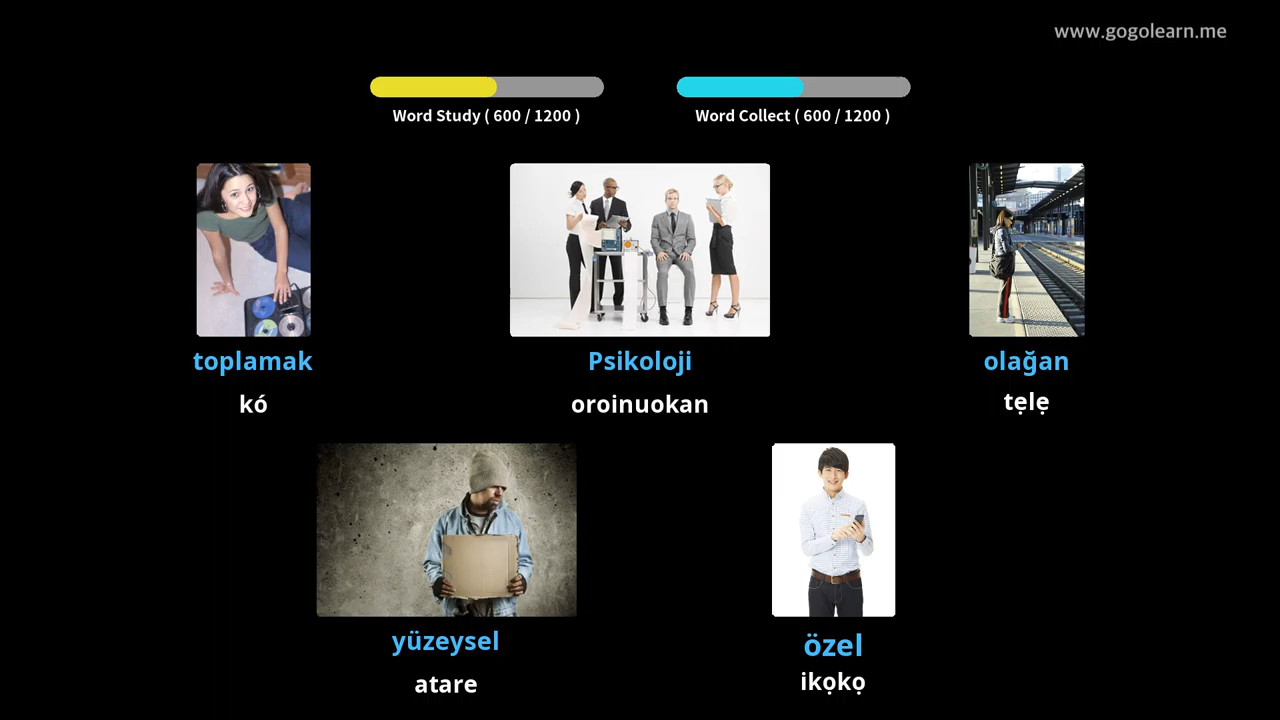 www.gogolearn.me
Word Study ( 600 / 1200 )
Word Collect ( 600 / 1200 )
toplamak
Psikoloji
olağan
kó
oroinuokan
tẹlẹ
yüzeysel
özel
atare
ikọkọ